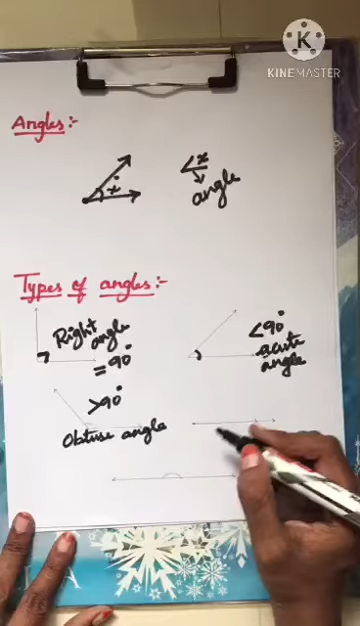 KINEMASTER
Angles:-
x
∠x
angle
Types of angles:-
Right angle
= 90°
<90°
acute
angle
>90°
Obtuse angle